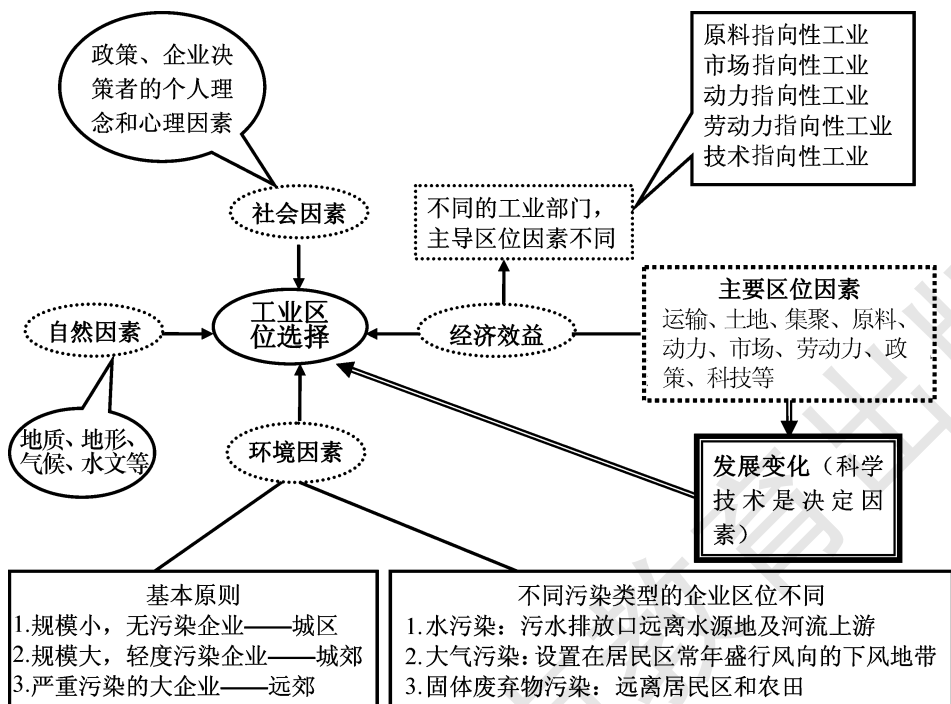 政策、企业决
策者的个人理
念和心理因素
原料指向性工业
市场指向性工业
动力指向性工业
劳动力指向性工业
技术指向性工业
社会因素
不同的工业部门，
主导区位因素不同
自然因素
工业区
位选择
经济效益
主要区位因素
运输、土地、集聚、原料、
动力、市场、劳动力、政
策、科技等
地质、地形、
气候、水文等
环境因素
发展变化（科学
技术是决定因
素）
基本原则
1.规模小，无污染企业——城区
2.规模大，轻度污染企业——城郊
3.严重污染的大企业——远郊
不同污染类型的企业区位不同
1.水污染：污水排放口远离水源地及河流上游
2.大气污染：设置在居民区常年盛行风向的下风地带
3.固体废弃物污染：远离居民区和农田
教育出